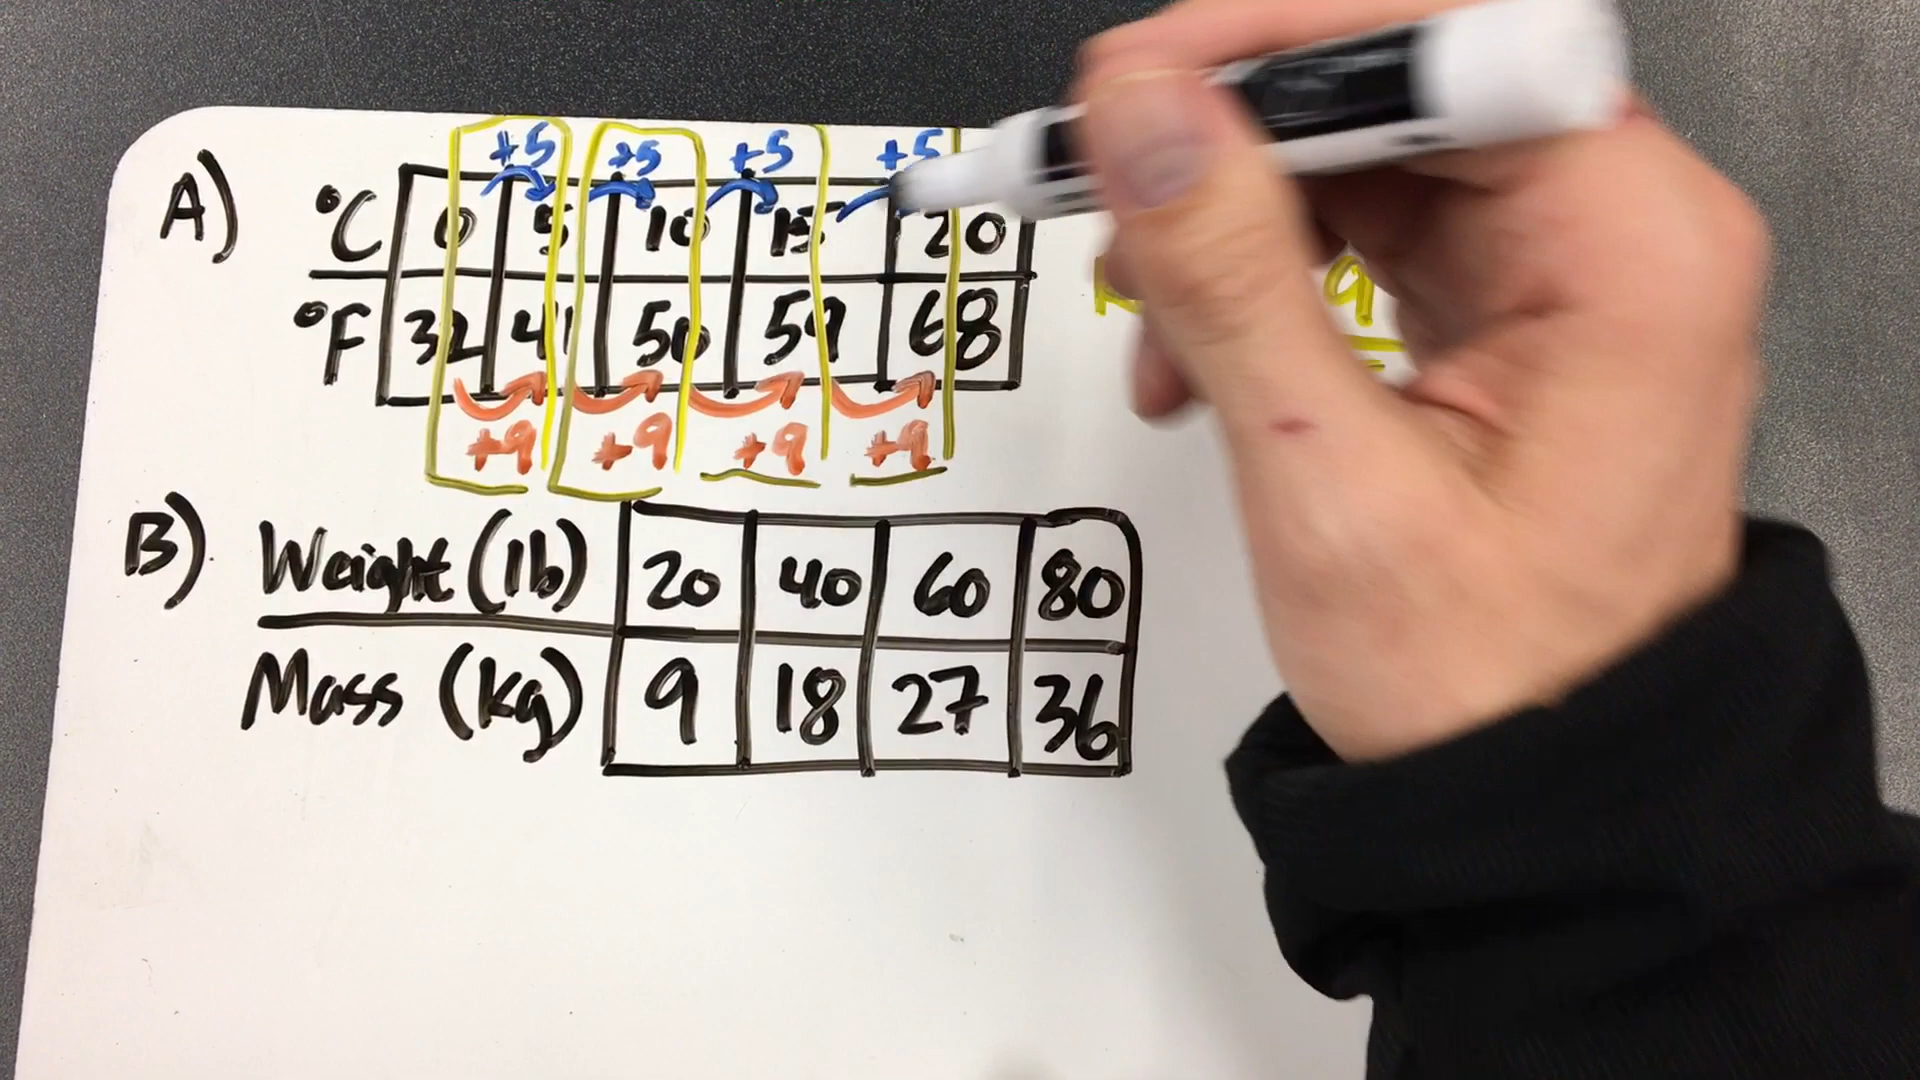 +5 +5 +5 +5
A) °C 0 5 10 15 20
°F 32 41 50 59 68
+9 +9 +9 +9
9
B) Weight (lb) 20 40 60 80
Mass (kg) 9 18 27 36